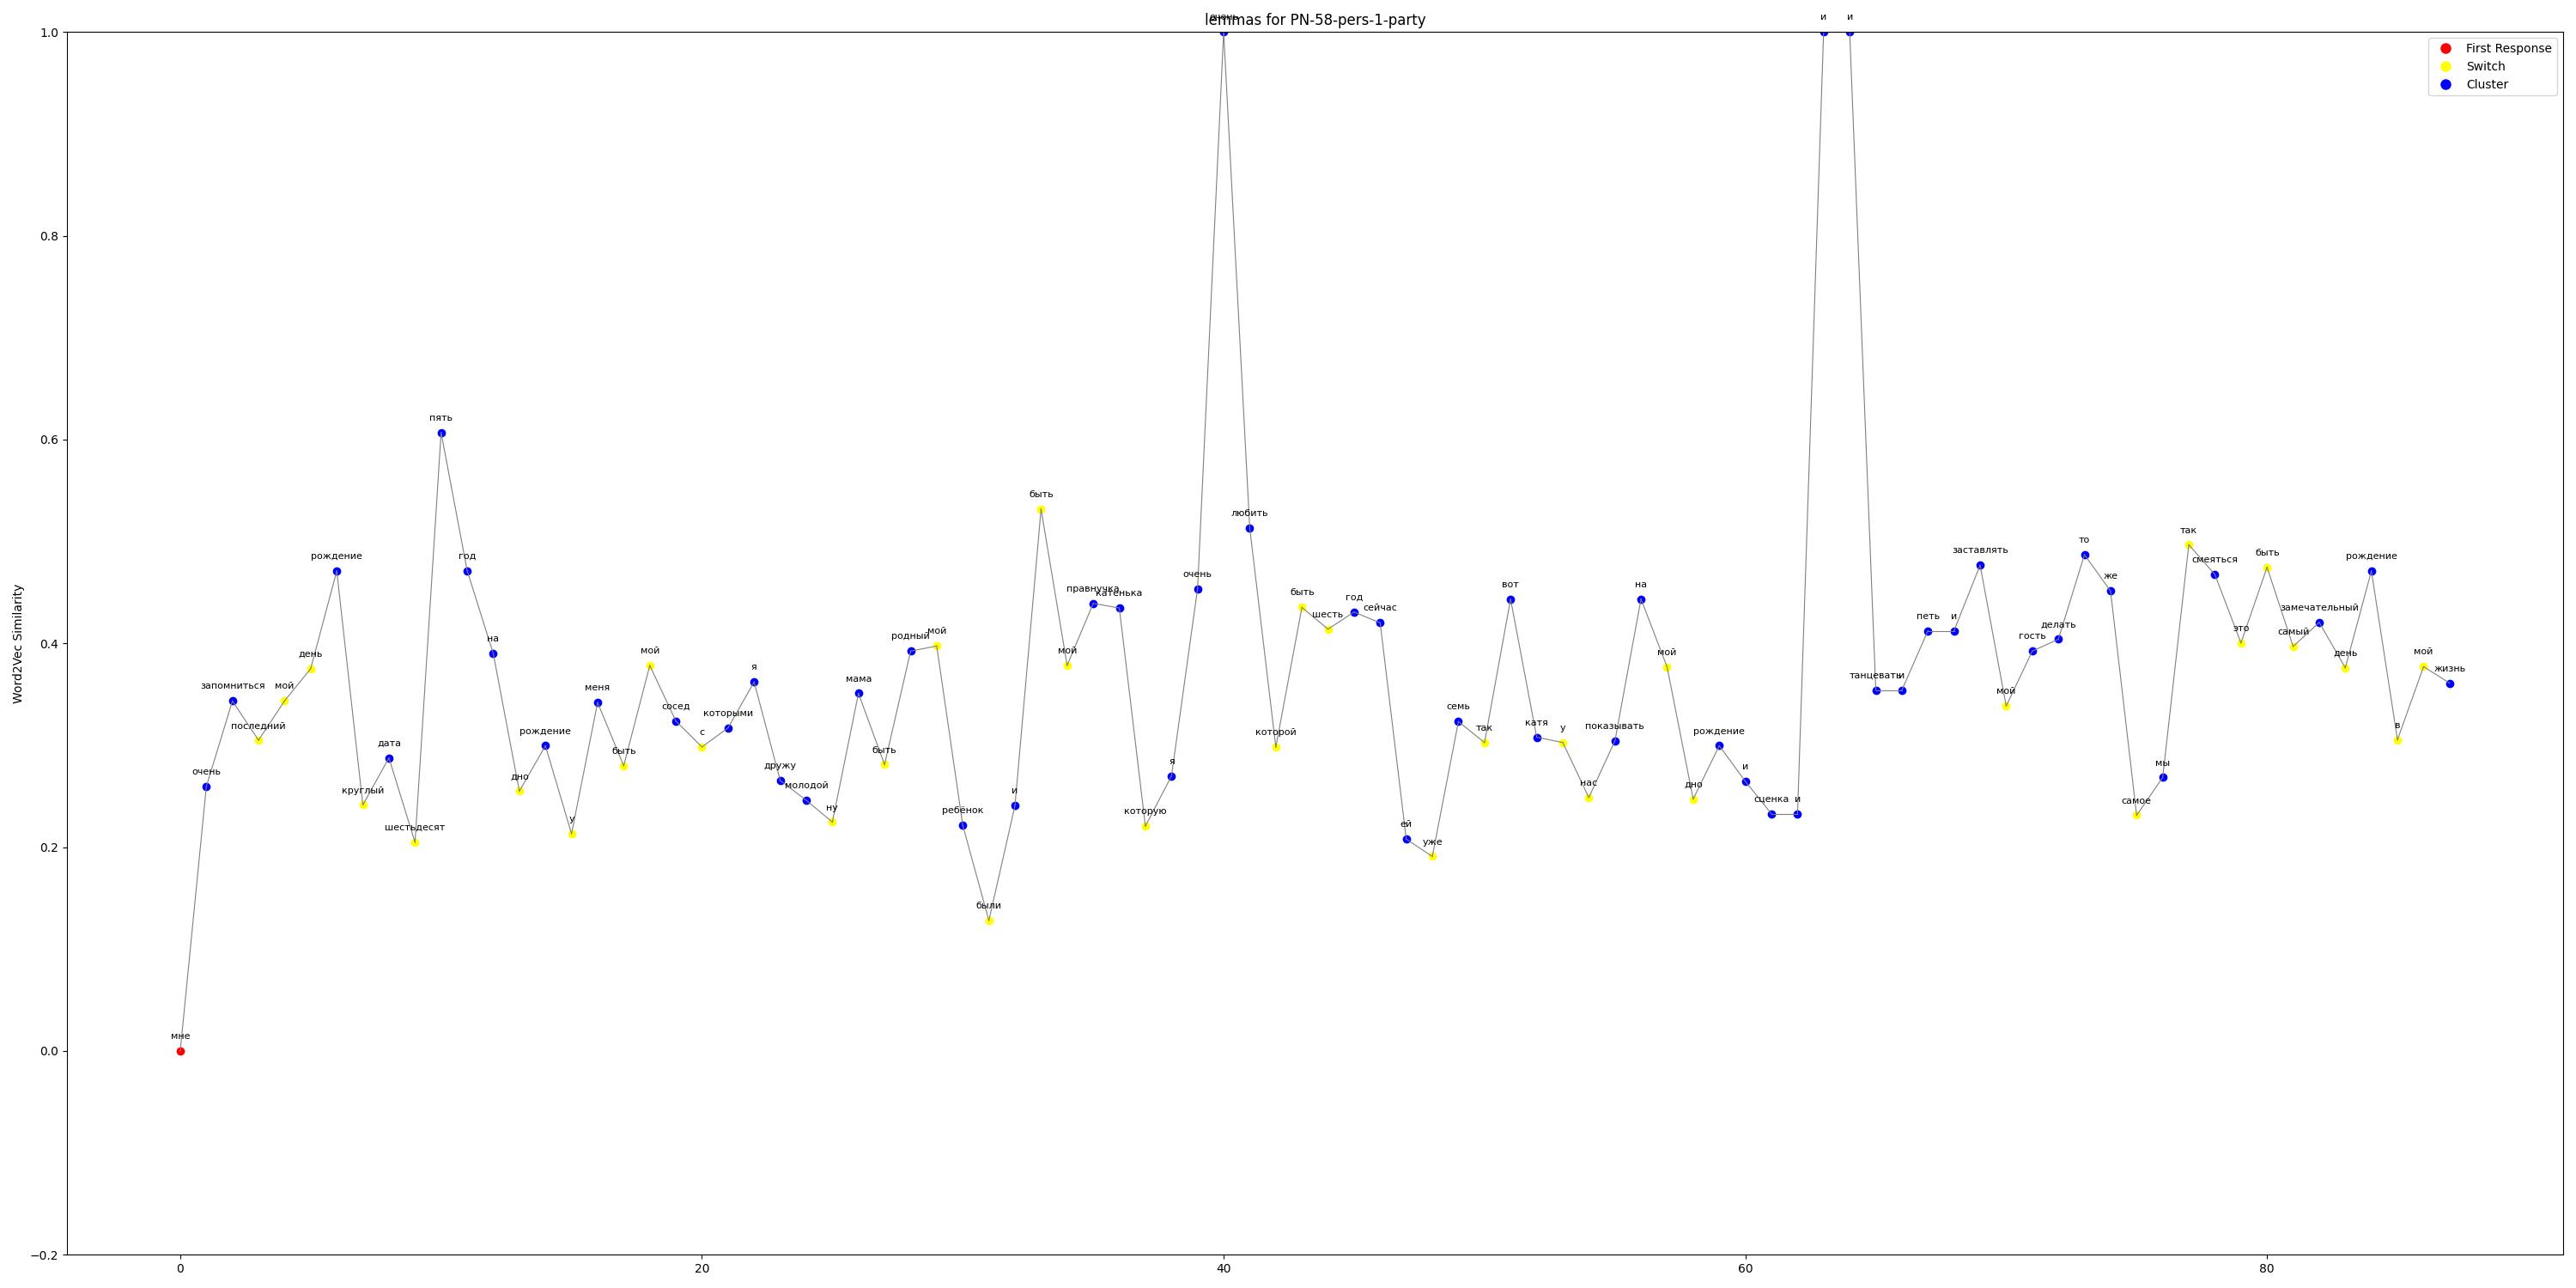 lemmas for PN-58-pers-1-party
Word2Vec Similarity
1.0
0.8
0.6
0.4
0.2
0.0
−0.2
0
20
40
60
80
First Response
Switch
Cluster
мне
очень
запомниться
последний
мой
день
рождение
круглый
дата
шестьдесят
пять
год
на
дно
рождение
у
меня
быть
мой
сосед
с
которыми
я
дружу
молодой
ну
мама
быть
родный
мой
ребёнок
были
и
быть
мой
правнучка
катенька
которую
я
очень
очень
любить
которой
быть
шесть
год
сейчас
ей
уже
семь
так
вот
катя
у
нас
показывать
на
мой
дно
рождение
и
сценка
и
и
и
танцевать
и
петь
и
заставлять
мой
гость
делать
то
же
самое
мы
так
смеяться
это
быть
самый
замечательный
день
рождение
в
мой
жизнь